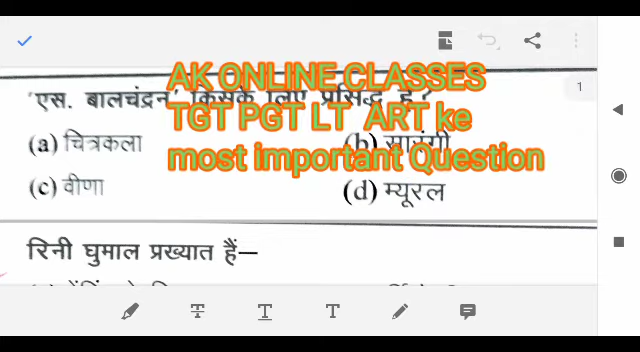 AK ONLINE CLASSES
'एस. बालचंद्रन' किसके लिए प्रसिद्ध हैं ?
TGT PGT LT ART ke
(a) चित्रकला (b) सारंगी
most important Question
(c) वीणा (d) म्यूरल
रिनी घुमाल प्रख्यात हैं—
1